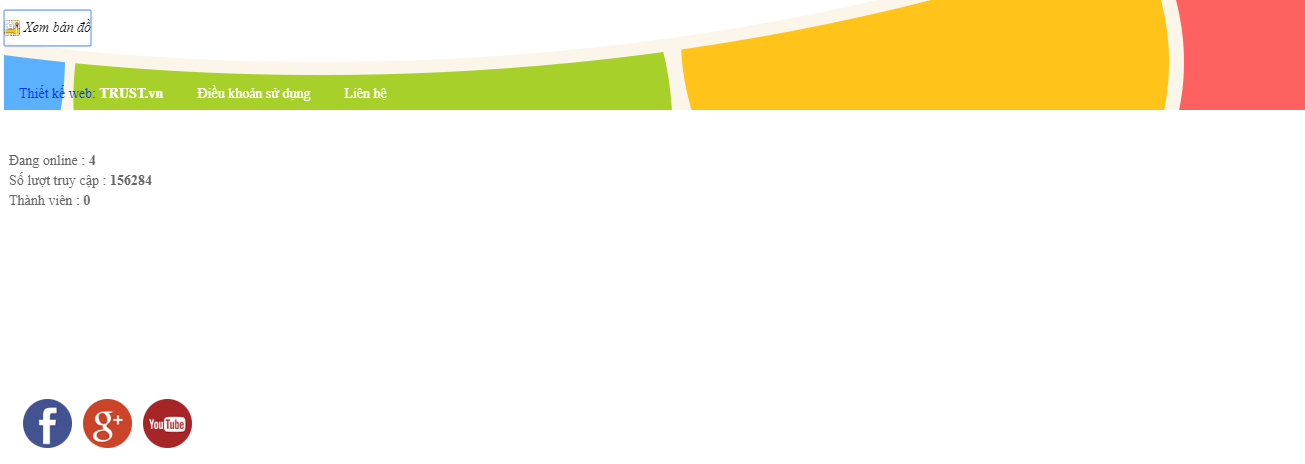 Xem bản đồ
Thiết kế web: TRUST.vn Điều khoản sử dụng Liên hệ
Đang online : 4
Số lượt truy cập : 156284
Thành viên : 0
f g+ YouTube